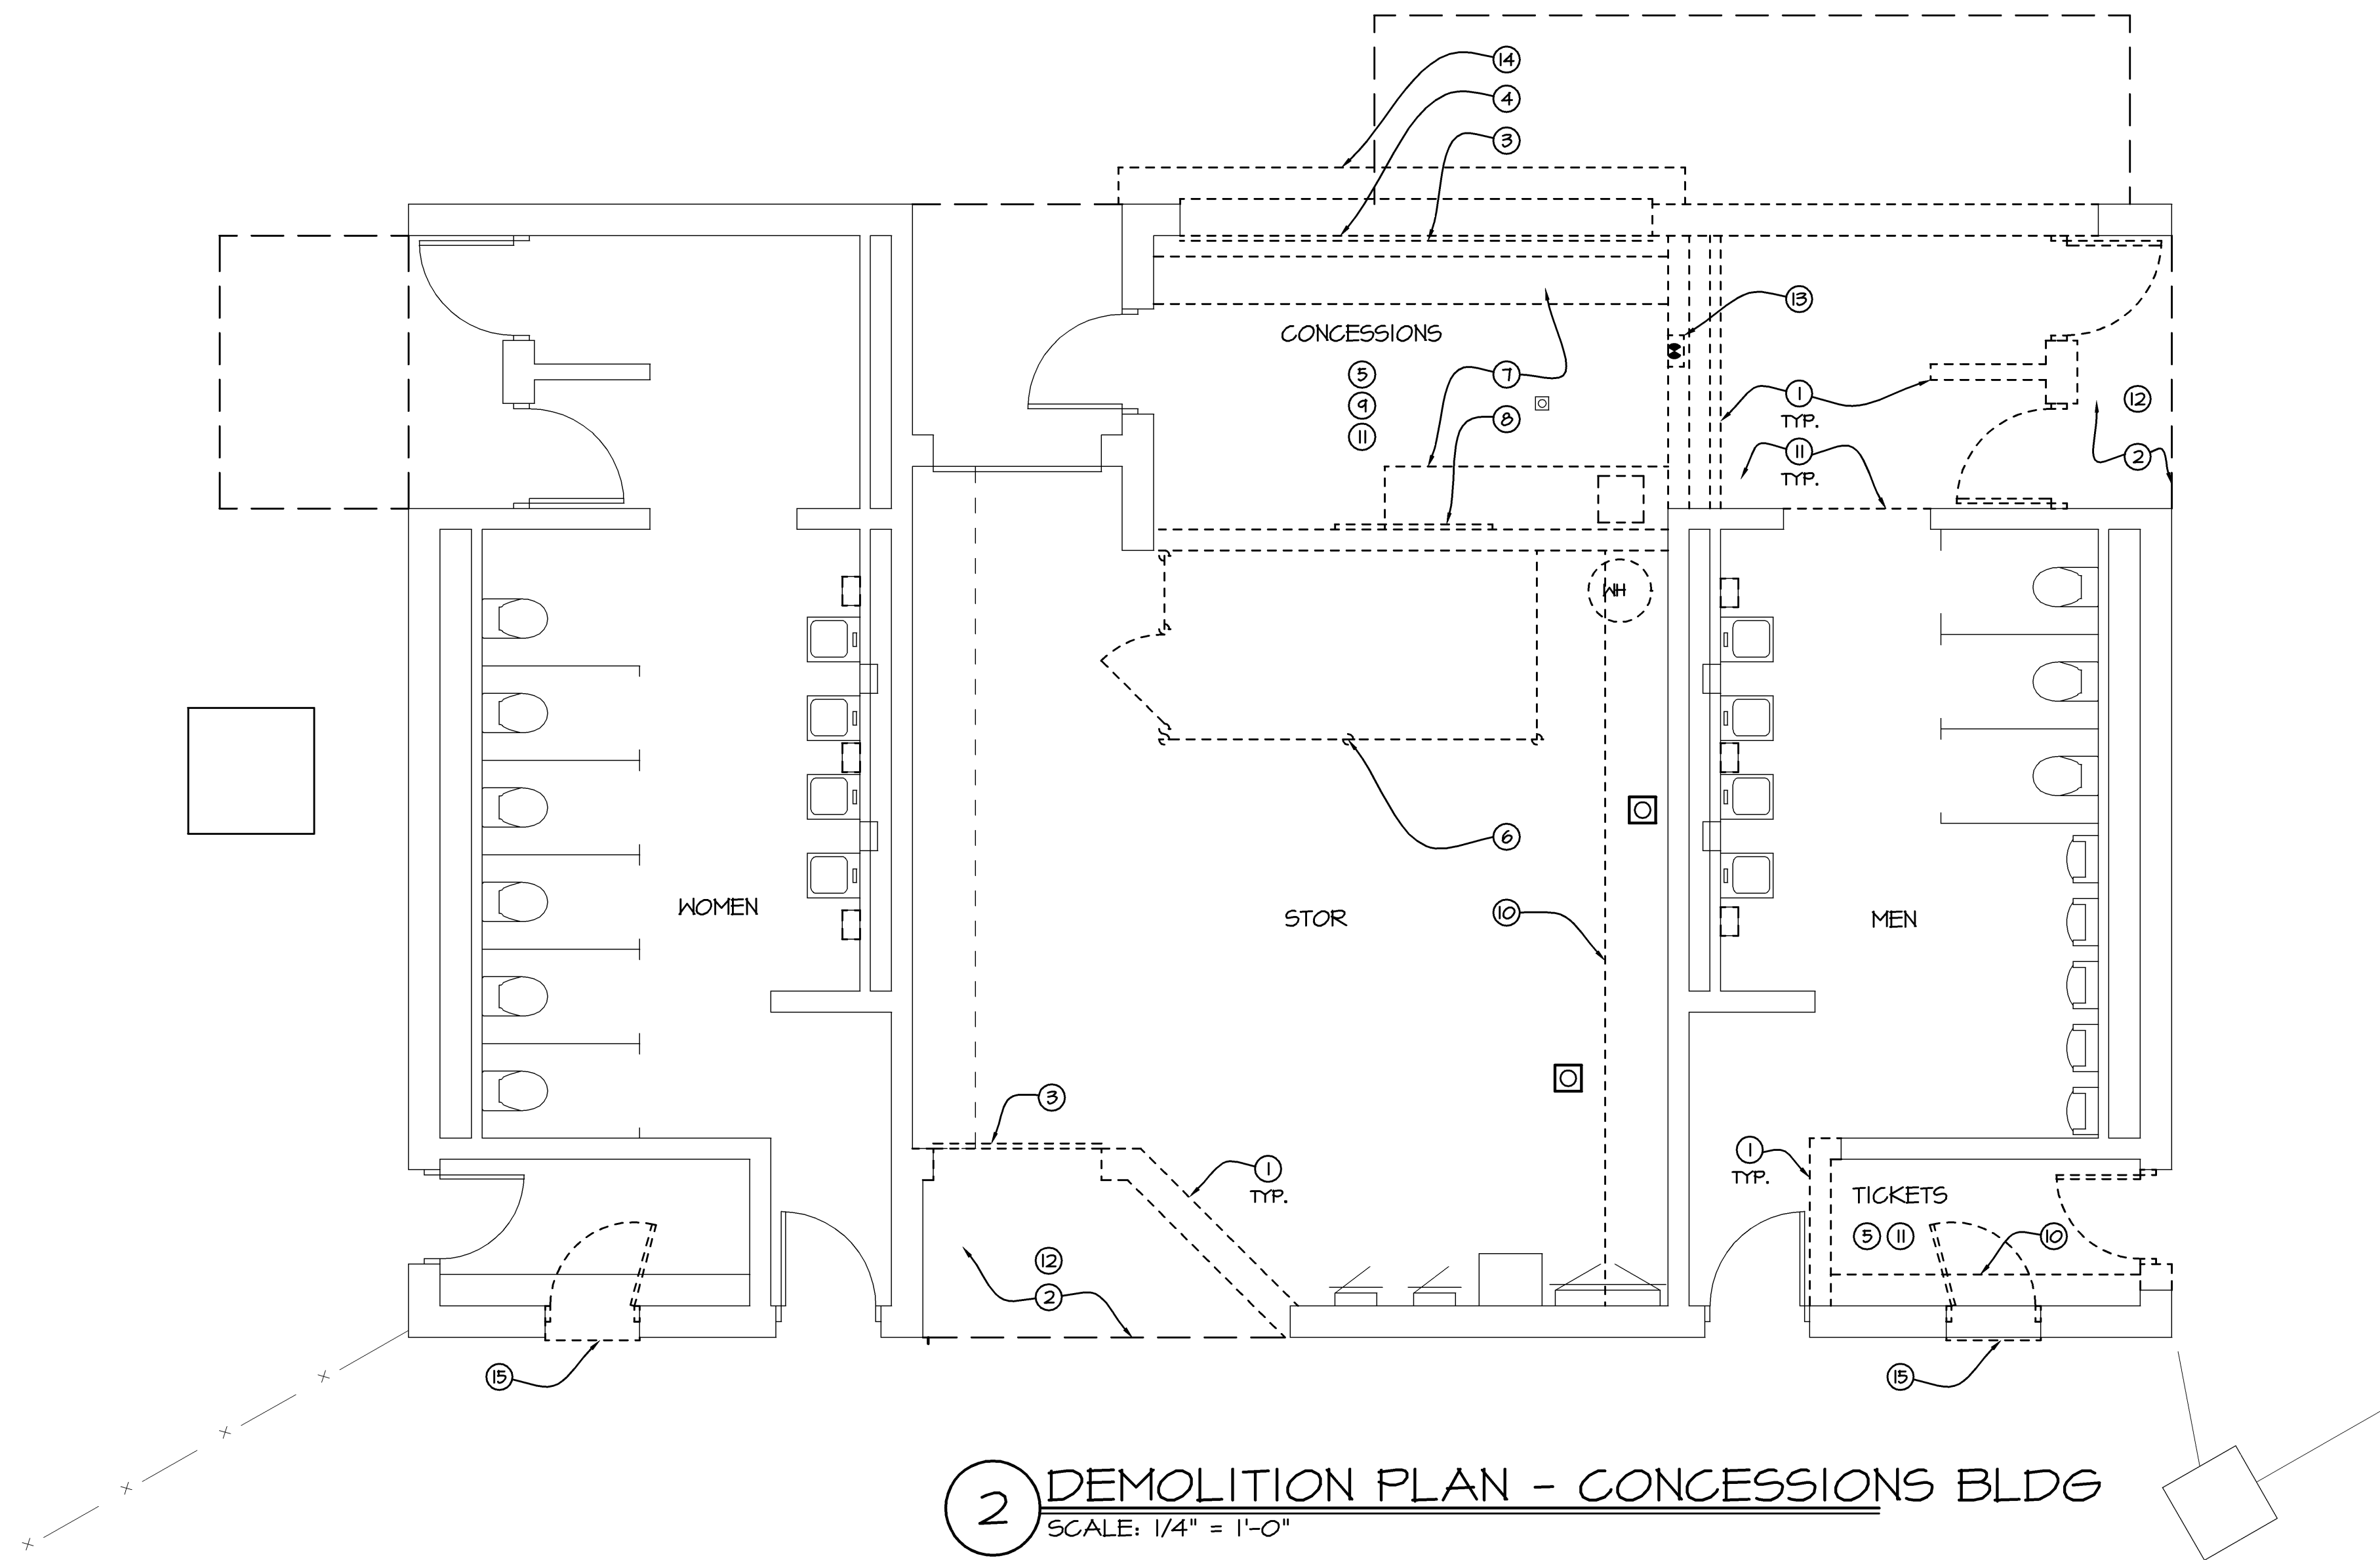 14
4
3
13
CONCESSIONS
5
7
1
12
TYP.
9
8
11
11
2
TYP.
WH
6
WOMEN
STOR
10
MEN
3
1
TYP.
1
TYP.
TICKETS
5 11
10
12
2
15
15
2
DEMOLITION PLAN - CONCESSIONS BLDG
SCALE: 1/4" = 1'-0"